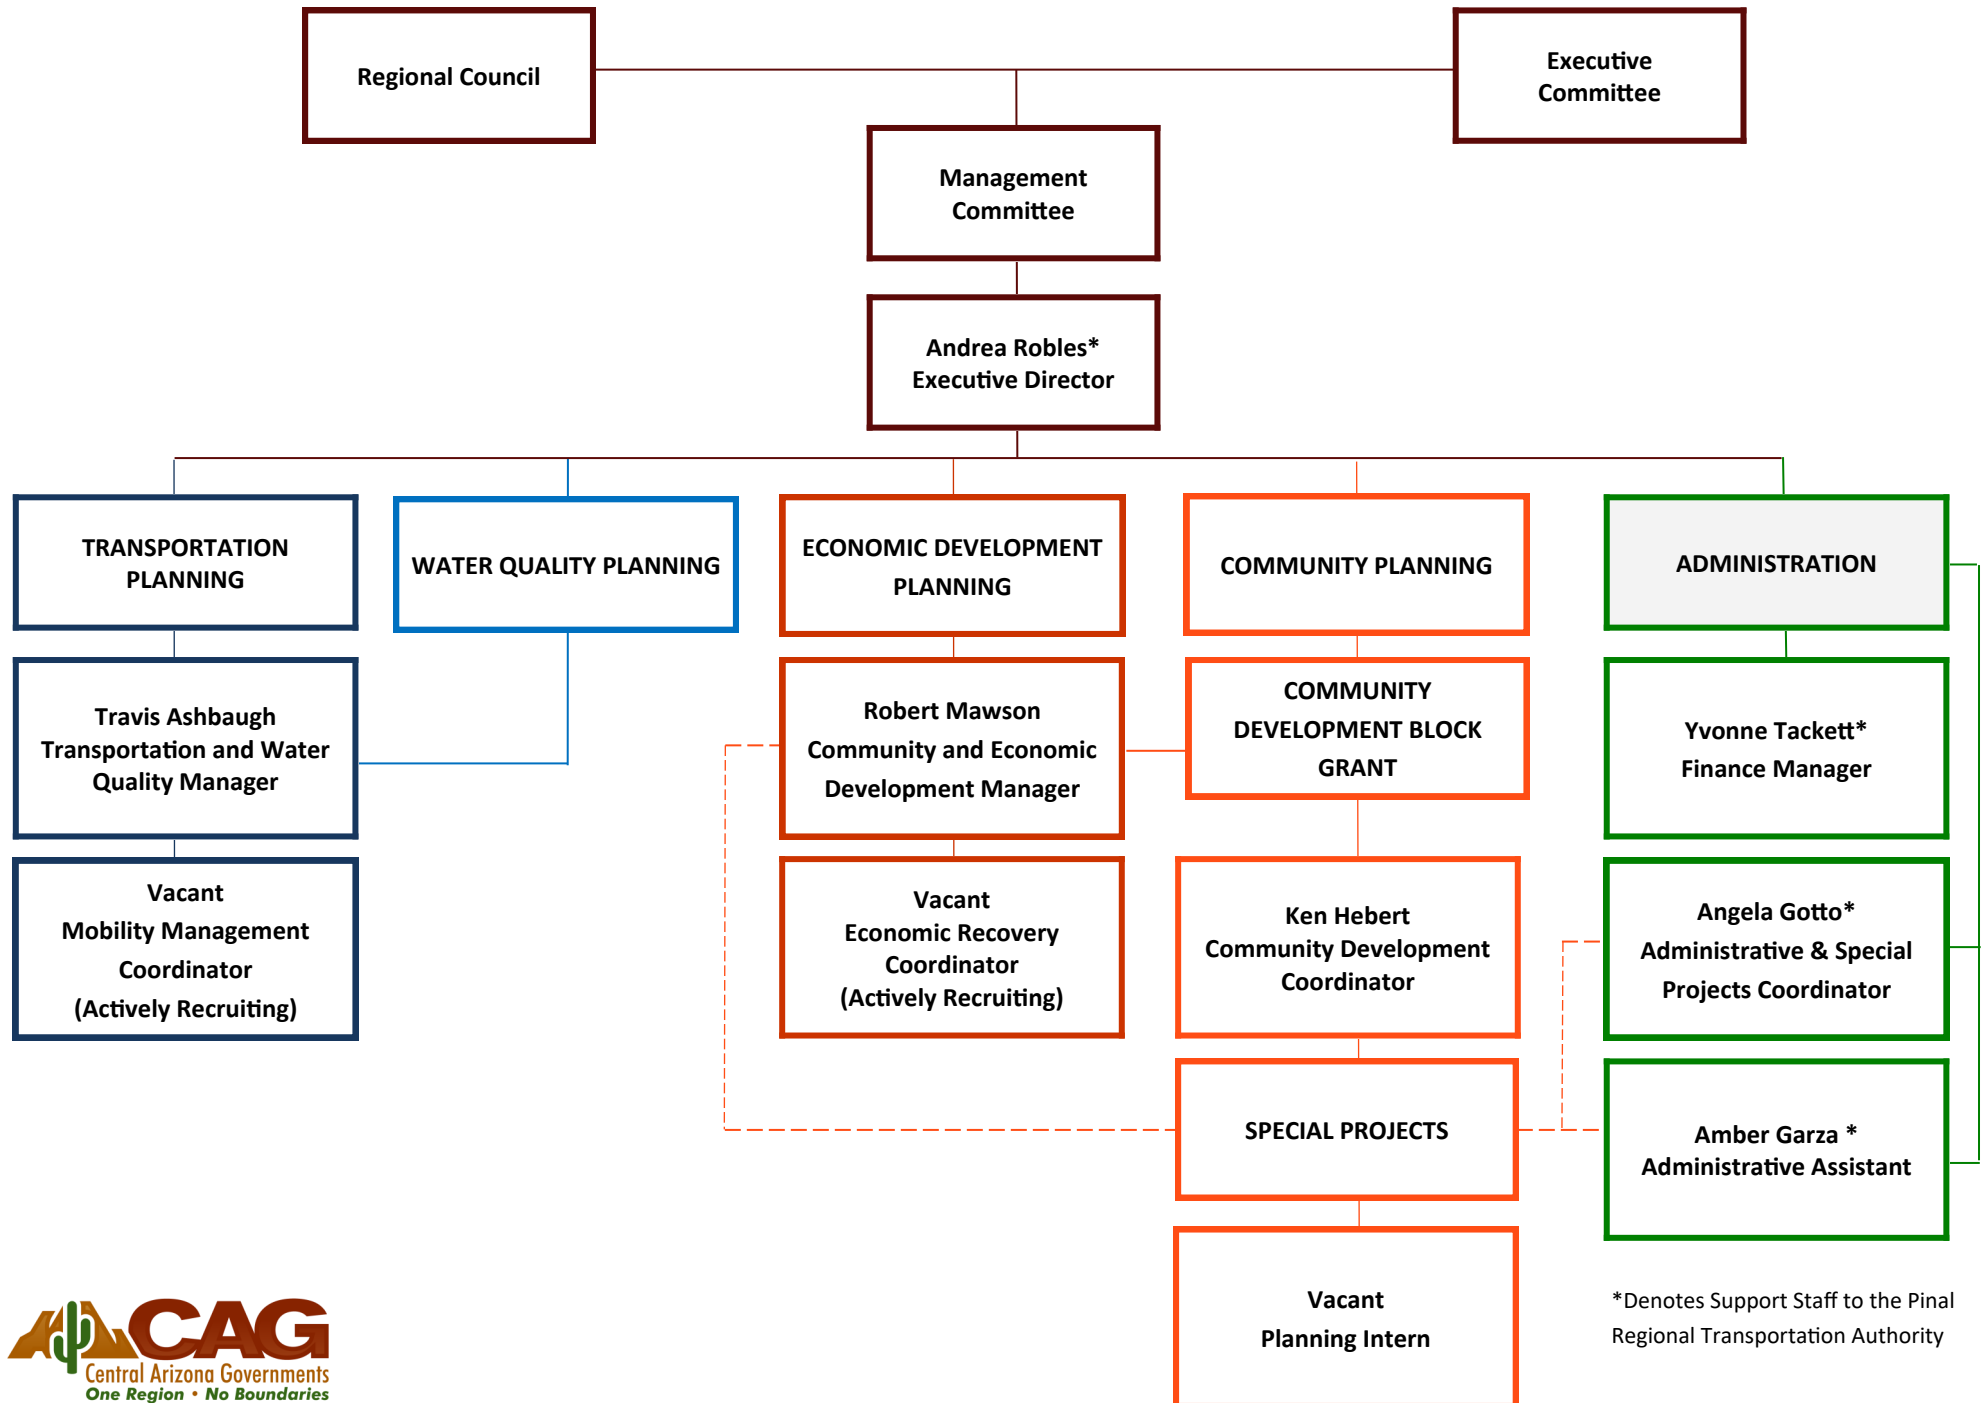 Regional Council
Executive
Committee
Management
Committee
Andrea Robles*
Executive Director
TRANSPORTATION
PLANNING
WATER QUALITY PLANNING
ECONOMIC DEVELOPMENT
PLANNING
COMMUNITY PLANNING
ADMINISTRATION
Travis Ashbaugh
Transportation and Water
Quality Manager
Robert Mawson
Community and Economic
Development Manager
COMMUNITY
DEVELOPMENT BLOCK
GRANT
Yvonne Tackett*
Finance Manager
Vacant
Mobility Management
Coordinator
(Actively Recruiting)
Vacant
Economic Recovery
Coordinator
(Actively Recruiting)
Ken Hebert
Community Development
Coordinator
Angela Gotto*
Administrative & Special
Projects Coordinator
SPECIAL PROJECTS
Amber Garza *
Administrative Assistant
Vacant
Planning Intern
*Denotes Support Staff to the Pinal
Regional Transportation Authority
CAG
Central Arizona Governments
One Region • No Boundaries